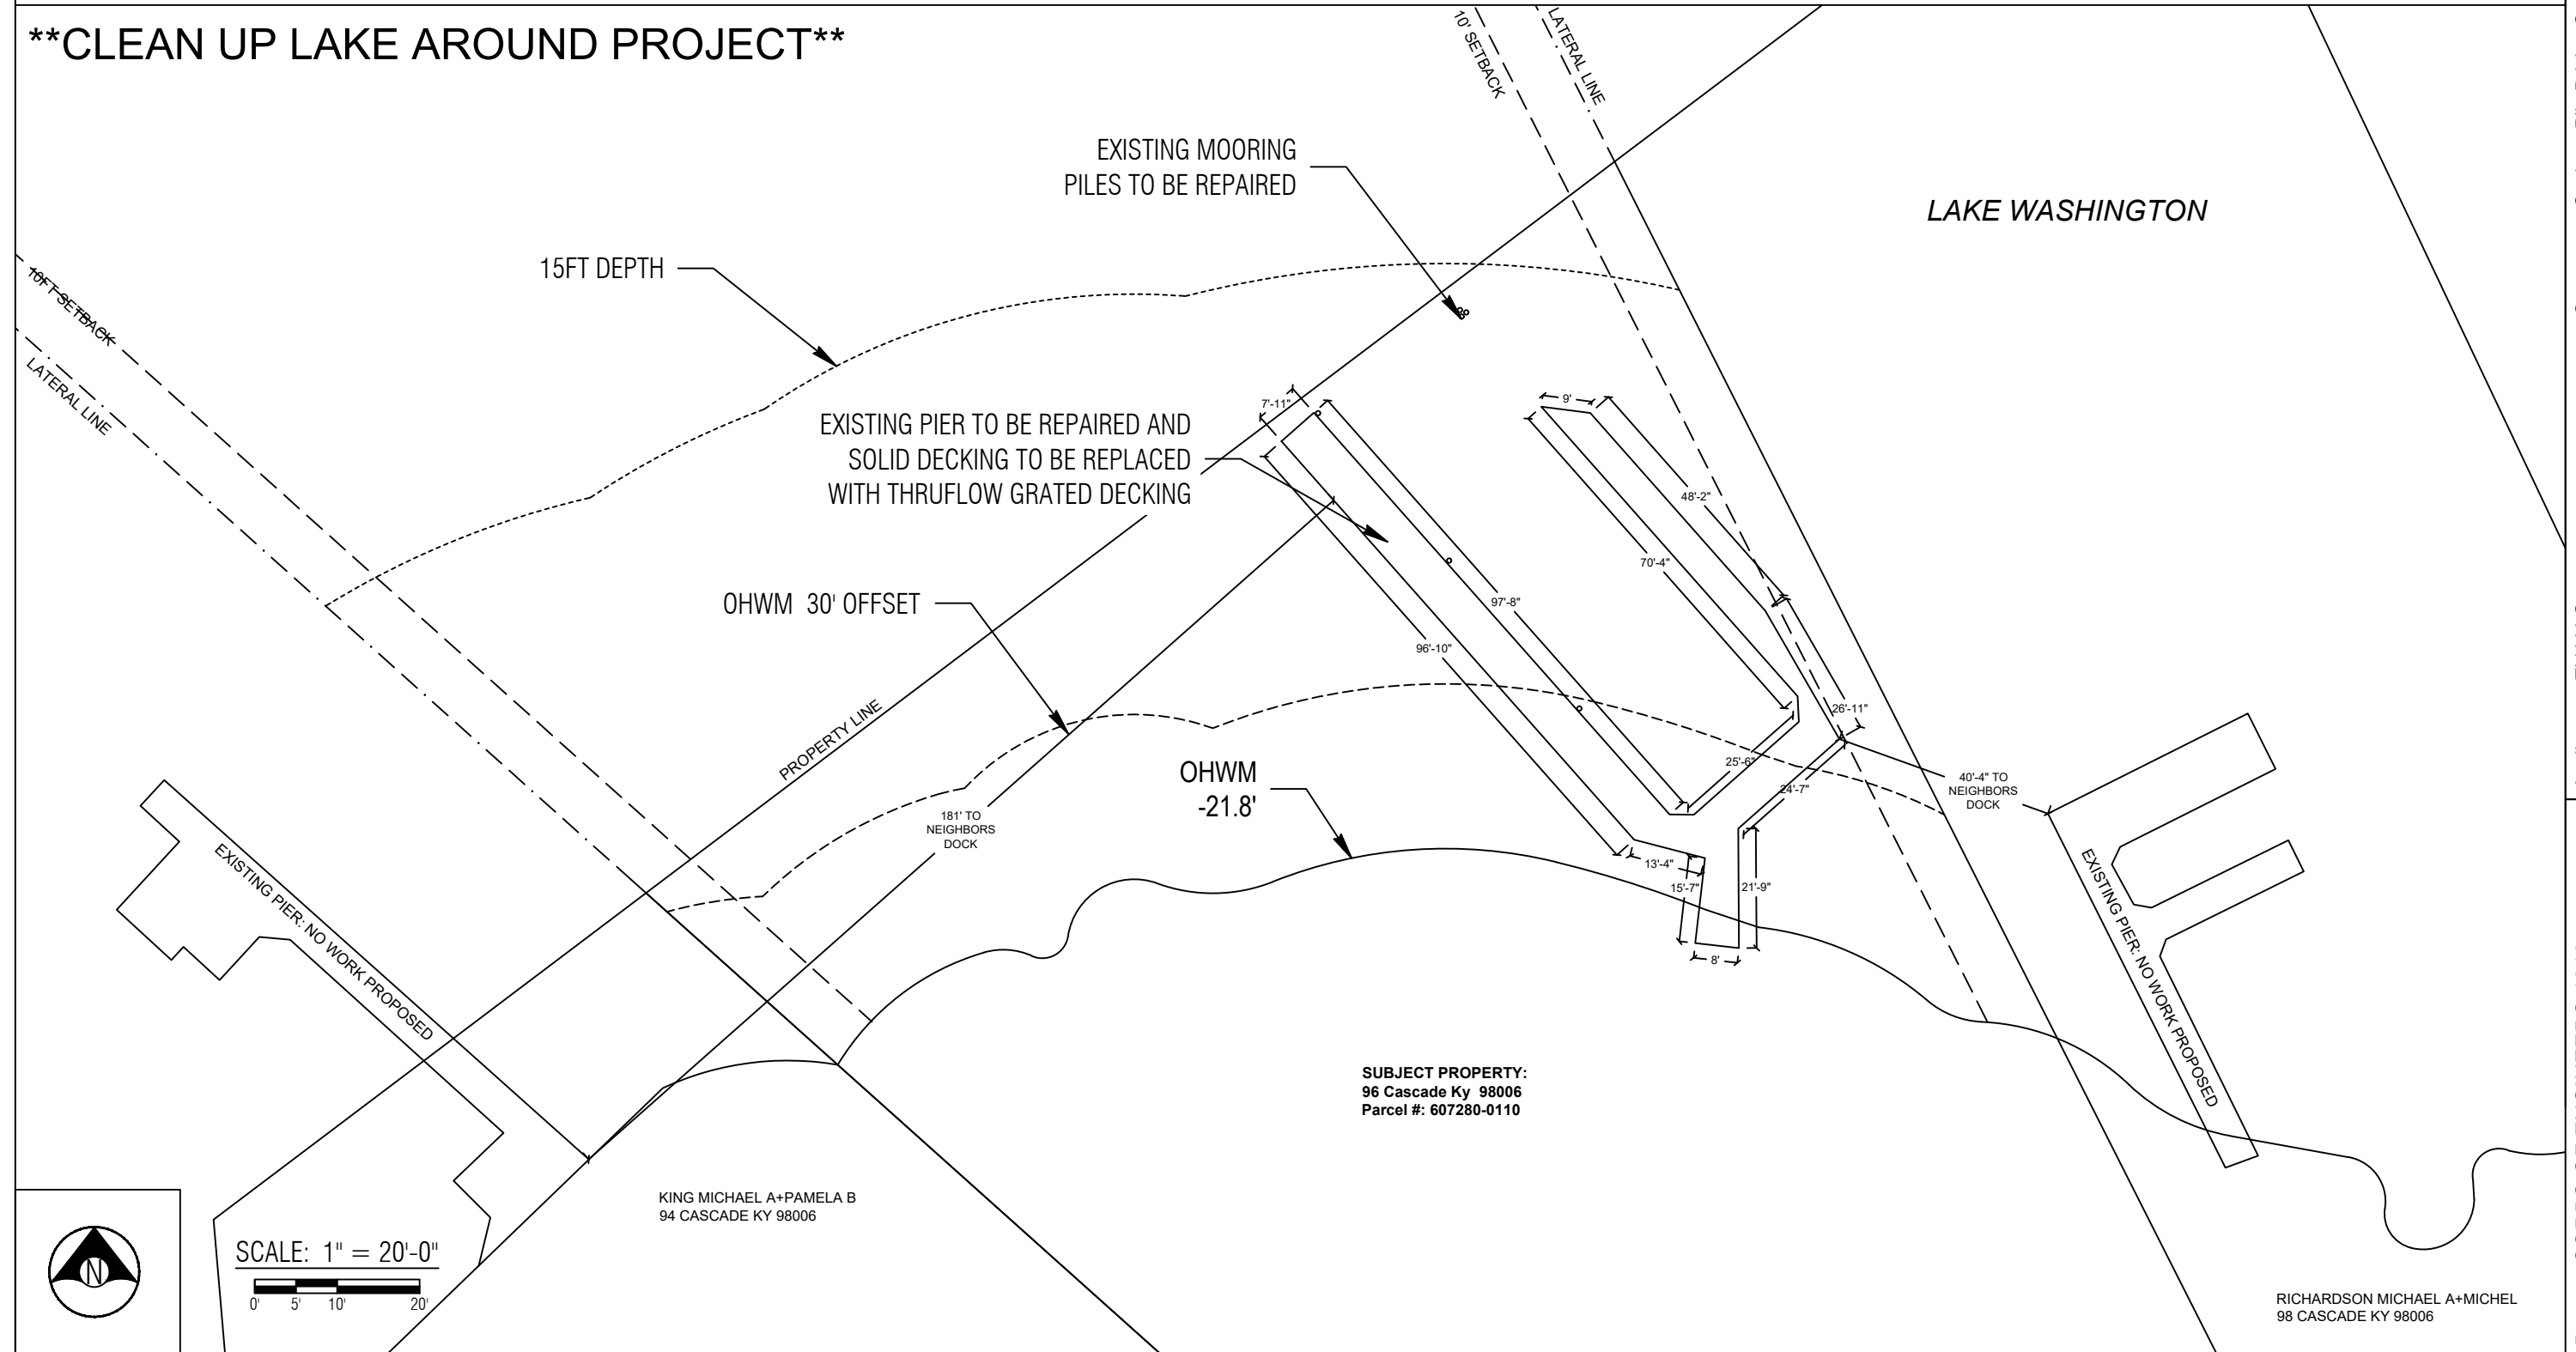 **CLEAN UP LAKE AROUND PROJECT**
10' SETBACK
LATERAL LINE
EXISTING MOORING
PILES TO BE REPAIRED
LAKE WASHINGTON
15FT DEPTH
10FT SETBACK
LATERAL LINE
7'-11"
9'
EXISTING PIER TO BE REPAIRED AND
SOLID DECKING TO BE REPLACED
WITH THRUFLOW GRATED DECKING
48'-2"
70'-4"
97'-8"
96'-10"
OHWM 30' OFFSET
PROPERTY LINE
26'-11"
25'-6"
24'-7"
OHWM
-21.8'
40'-4" TO
NEIGHBORS
DOCK
181' TO
NEIGHBORS
DOCK
13'-4"
15'-7"
21'-9"
8'
EXISTING PIER: NO WORK PROPOSED
EXISTING PIER: NO WORK PROPOSED
SUBJECT PROPERTY:
96 Cascade Ky 98006
Parcel #: 607280-0110
KING MICHAEL A+PAMELA B
94 CASCADE KY 98006
N
SCALE: 1" = 20'-0"
0' 5' 10' 20'
RICHARDSON MICHAEL A+MICHEL
98 CASCADE KY 98006